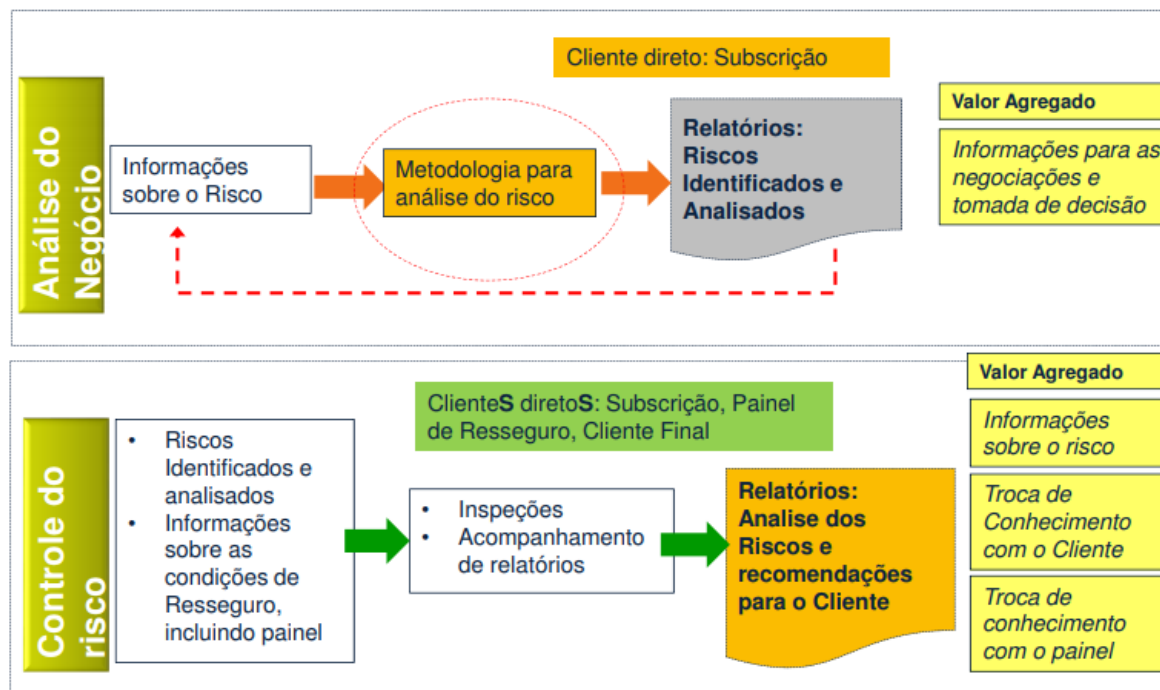 Análise do
Negócio
Cliente direto: Subscrição
Informações
sobre o Risco
Metodologia para
análise do risco
Relatórios:
Riscos
Identificados e
Analisados
Valor Agregado
Informações para as
negociações e
tomada de decisão
Controle do
risco
ClienteS diretoS: Subscrição, Painel
de Resseguro, Cliente Final
• Riscos
Identificados e
analisados
• Informações
sobre as
condições de
Resseguro,
incluindo painel
• Inspeções
• Acompanhamento
de relatórios
Relatórios:
Analise dos
Riscos e
recomendações
para o Cliente
Valor Agregado
Informações
sobre o risco
Troca de
Conhecimento
com o Cliente
Troca de
conhecimento
com o painel